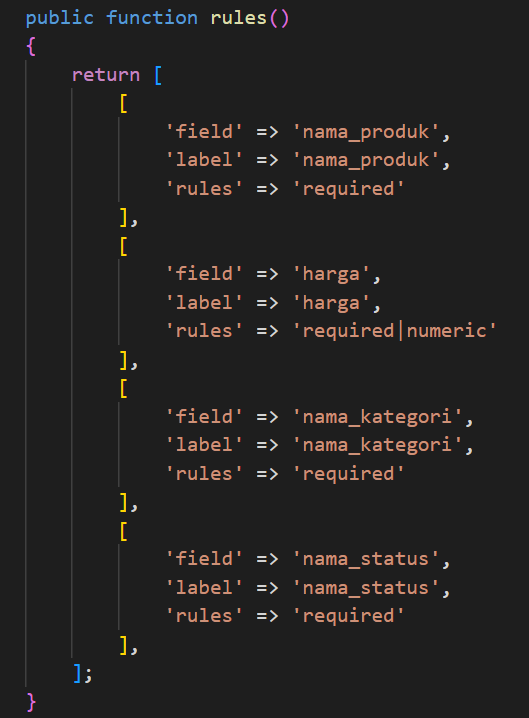 public function rules()
{
    return [
        [
            'field' => 'nama_produk',
            'label' => 'nama_produk',
            'rules' => 'required'
        ],
        [
            'field' => 'harga',
            'label' => 'harga',
            'rules' => 'required|numeric'
        ],
        [
            'field' => 'nama_kategori',
            'label' => 'nama_kategori',
            'rules' => 'required'
        ],
        [
            'field' => 'nama_status',
            'label' => 'nama_status',
            'rules' => 'required'
        ],
    ];
}